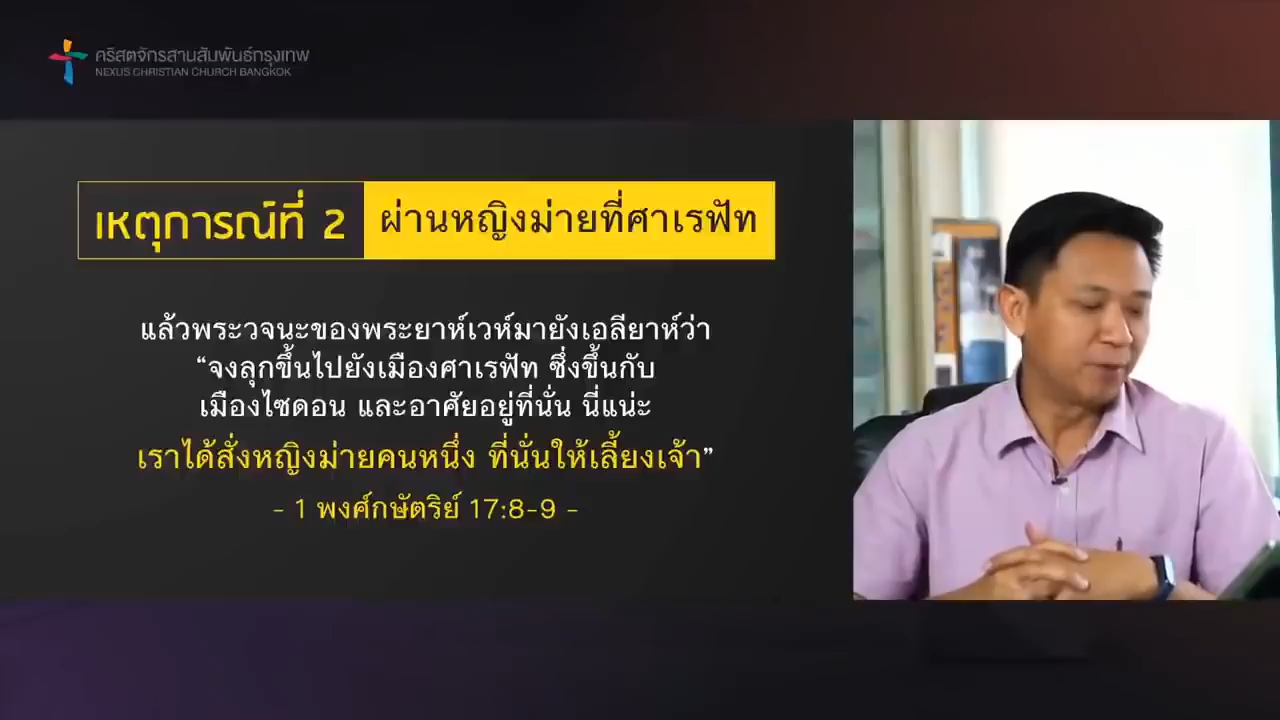 คริสตจักรสานสัมพันธ์กรุงเทพ
NEXUS CHRISTIAN CHURCH BANGKOK
เหตุการณ์ที่ 2 ผ่านหญิงม่ายที่ศาเรฟัท
แล้วพระวจนะของพระยาห์เวห์มายังเอลียาห์ว่า
“จงลุกขึ้นไปยังเมืองศาเรฟัท ซึ่งขึ้นกับ
เมืองไซดอน และอาศัยอยู่ที่นั่น นี่แน่ะ
เราได้สั่งหญิงม่ายคนหนึ่ง ที่นั่นให้เลี้ยงเจ้า”
- 1 พงศ์กษัตริย์ 17:8-9 -